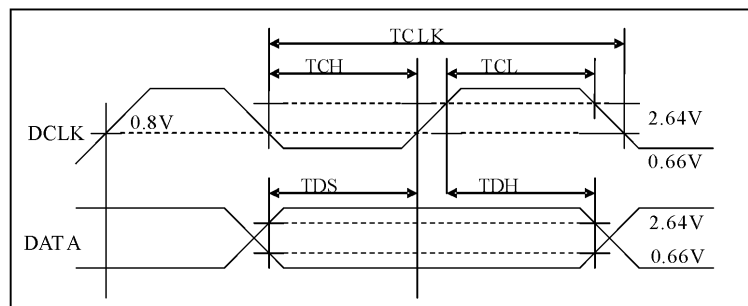 TCLK
TCH TCL
0.8V
2.64V
DCLK
0.66V
TDS TDH
2.64V
DATA
0.66V